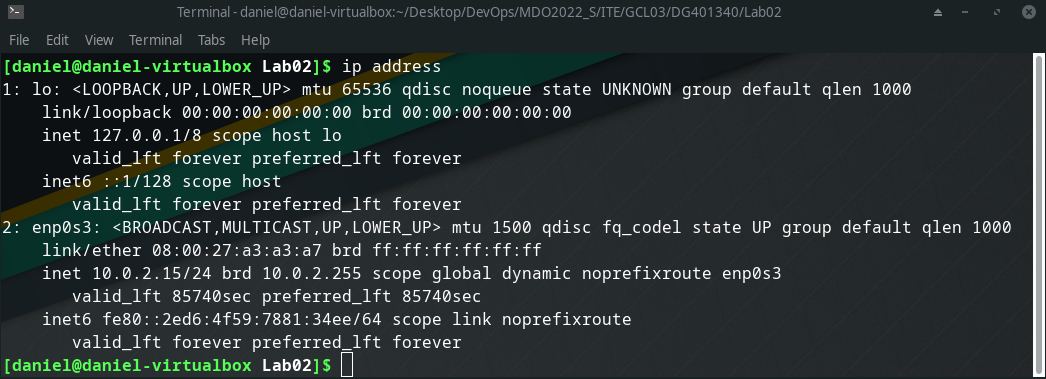 Terminal - daniel@daniel-virtualbox:~/Desktop/DevOps/MDO2022_S/ITE/GCL03/DG401340/Lab02
File Edit View Terminal Tabs Help
[daniel@daniel-virtualbox Lab02]$ ip address
1: lo: <LOOPBACK,UP,LOWER_UP> mtu 65536 qdisc noqueue state UNKNOWN group default qlen 1000
    link/loopback 00:00:00:00:00:00 brd 00:00:00:00:00:00
    inet 127.0.0.1/8 scope host lo
       valid_lft forever preferred_lft forever
    inet6 ::1/128 scope host
       valid_lft forever preferred_lft forever
2: enp0s3: <BROADCAST,MULTICAST,UP,LOWER_UP> mtu 1500 qdisc fq_codel state UP group default qlen 1000
    link/ether 08:00:27:a3:a3:a7 brd ff:ff:ff:ff:ff:ff
    inet 10.0.2.15/24 brd 10.0.2.255 scope global dynamic noprefixroute enp0s3
       valid_lft 85740sec preferred_lft 85740sec
    inet6 fe80::2ed6:4f59:7881:34ee/64 scope link noprefixroute
       valid_lft forever preferred_lft forever
[daniel@daniel-virtualbox Lab02]$